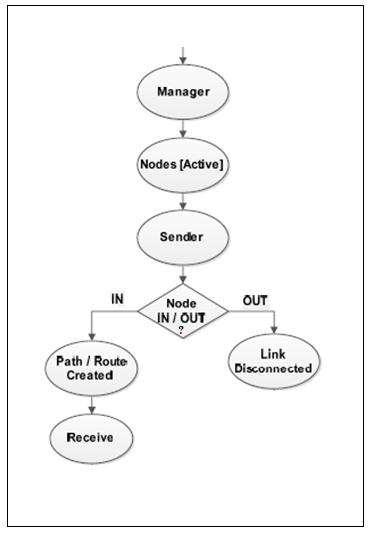 Manager
Nodes [Active]
Sender
Node
IN / OUT
?
IN
OUT
Path / Route
Created
Link
Disconnected
Receive